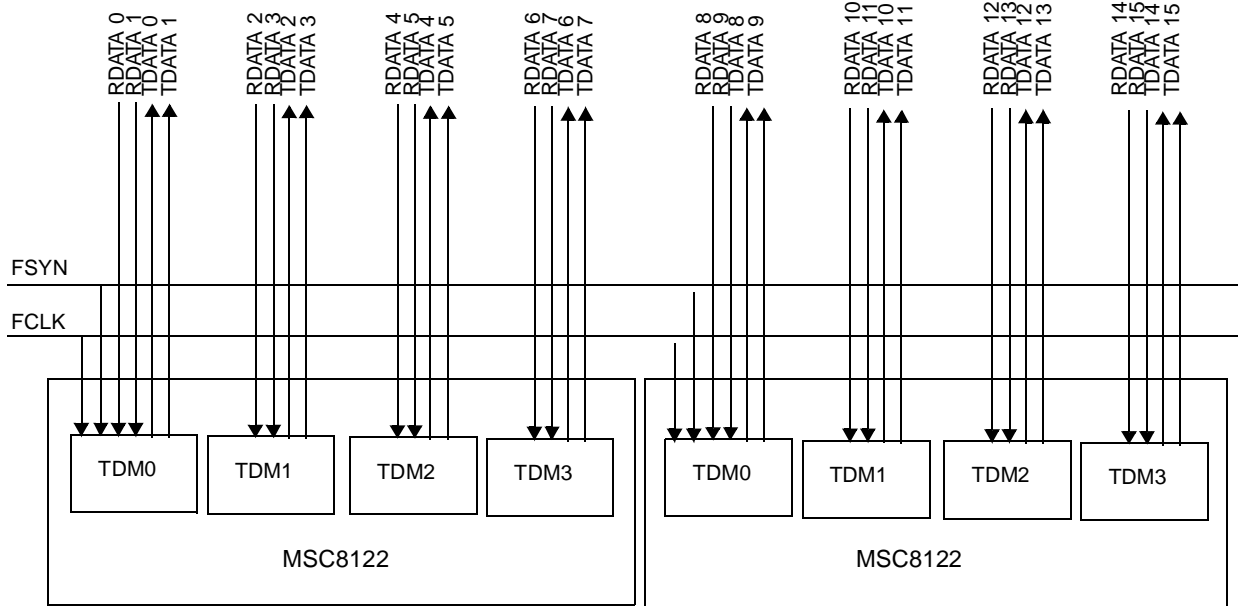 RDATA 0
RDATA 1
TDATA 0
TDATA 1
RDATA 2
RDATA 3
TDATA 2
TDATA 3
RDATA 4
RDATA 5
TDATA 4
TDATA 5
RDATA 6
RDATA 7
TDATA 6
TDATA 7
RDATA 8
RDATA 9
TDATA 8
TDATA 9
RDATA 10
RDATA 11
TDATA 10
TDATA 11
RDATA 12
RDATA 13
TDATA 12
TDATA 13
RDATA 14
RDATA 15
TDATA 14
TDATA 15
FSYN
FCLK
TDM0
TDM1
TDM2
TDM3
TDM0
TDM1
TDM2
TDM3
MSC8122
MSC8122